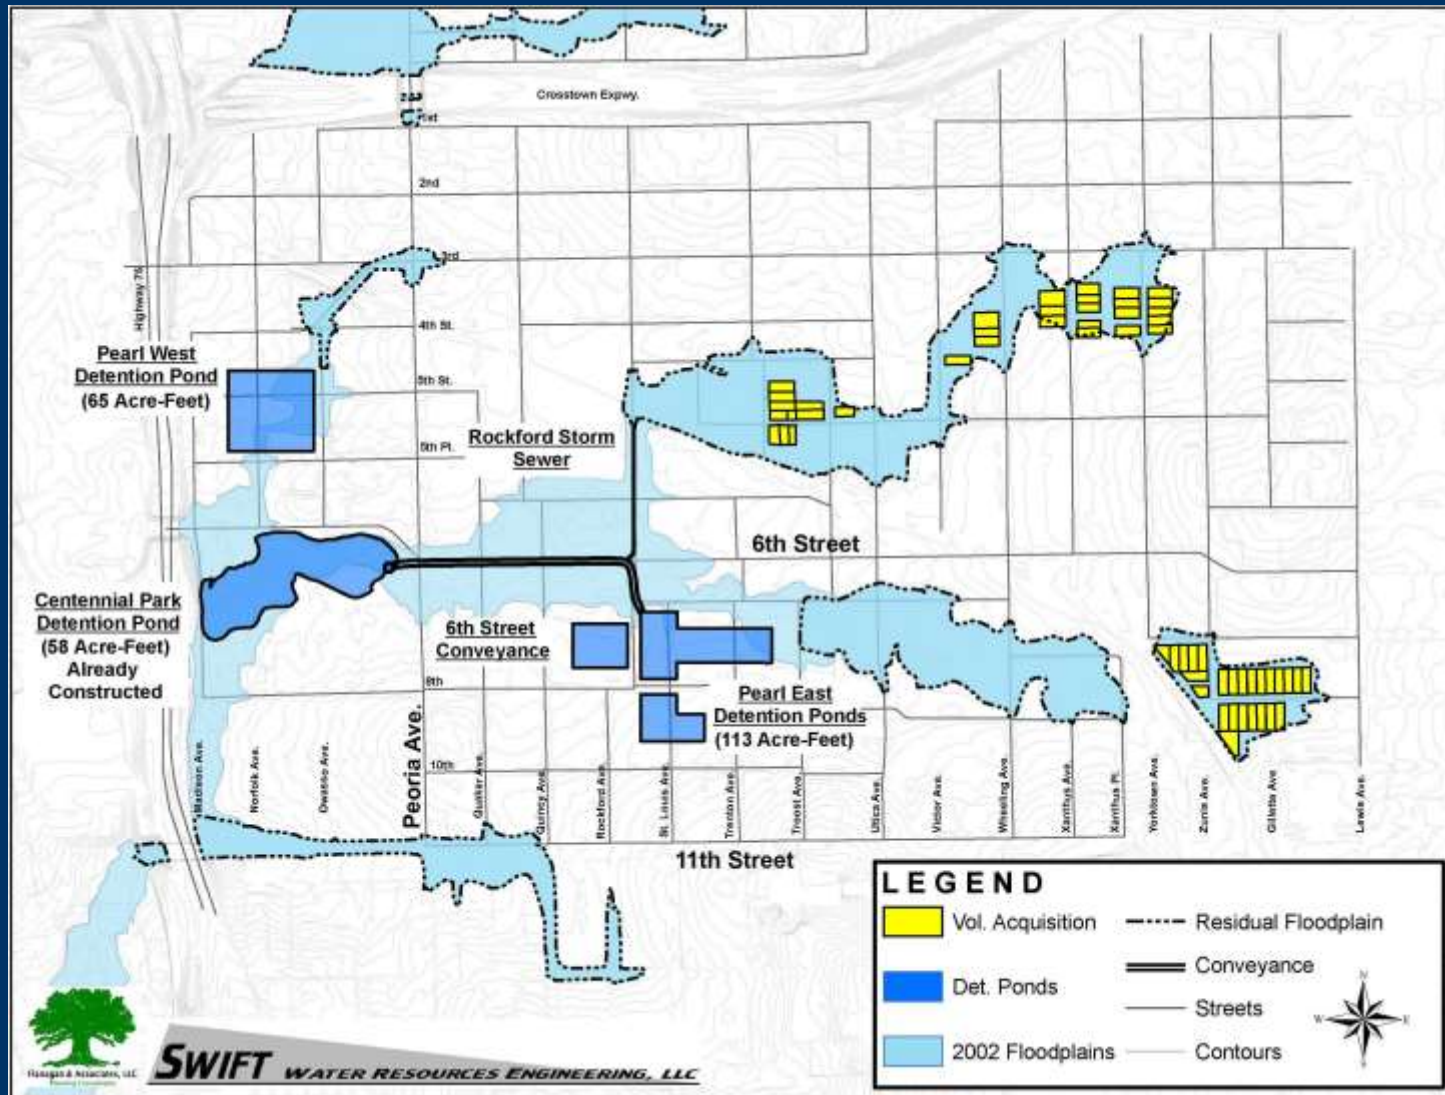 Crosstown Expwy.
1st
2nd
3rd
Highway 75
4th St.
Pearl West
Detention Pond
(65 Acre-Feet)
5th St.
5th Pl.
Rockford Storm
Sewer
6th Street
Centennial Park
Detention Pond
(58 Acre-Feet)
Already
Constructed
6th Street
Conveyance
8th
Pearl East
Detention Ponds
(113 Acre-Feet)
10th
Madison Ave.
Norfolk Ave.
Owasso Ave.
Peoria Ave.
Quaker Ave.
Quincy Ave.
Rockford Ave.
St. Louis Ave.
Trenton Ave.
Troost Ave.
Utica Ave.
Victor Ave.
Wheeling Ave.
Xanthus Ave.
Xanthus Pl.
Yorktown Ave.
Zunis Ave.
Gillette Ave
Lewis Ave.
11th Street
LEGEND
Vol. Acquisition
Residual Floodplain
Conveyance
Det. Ponds
Streets
2002 Floodplains
Contours
N
W
E
Flanagan & Associates, LLC
SWIFT WATER RESOURCES ENGINEERING, LLC